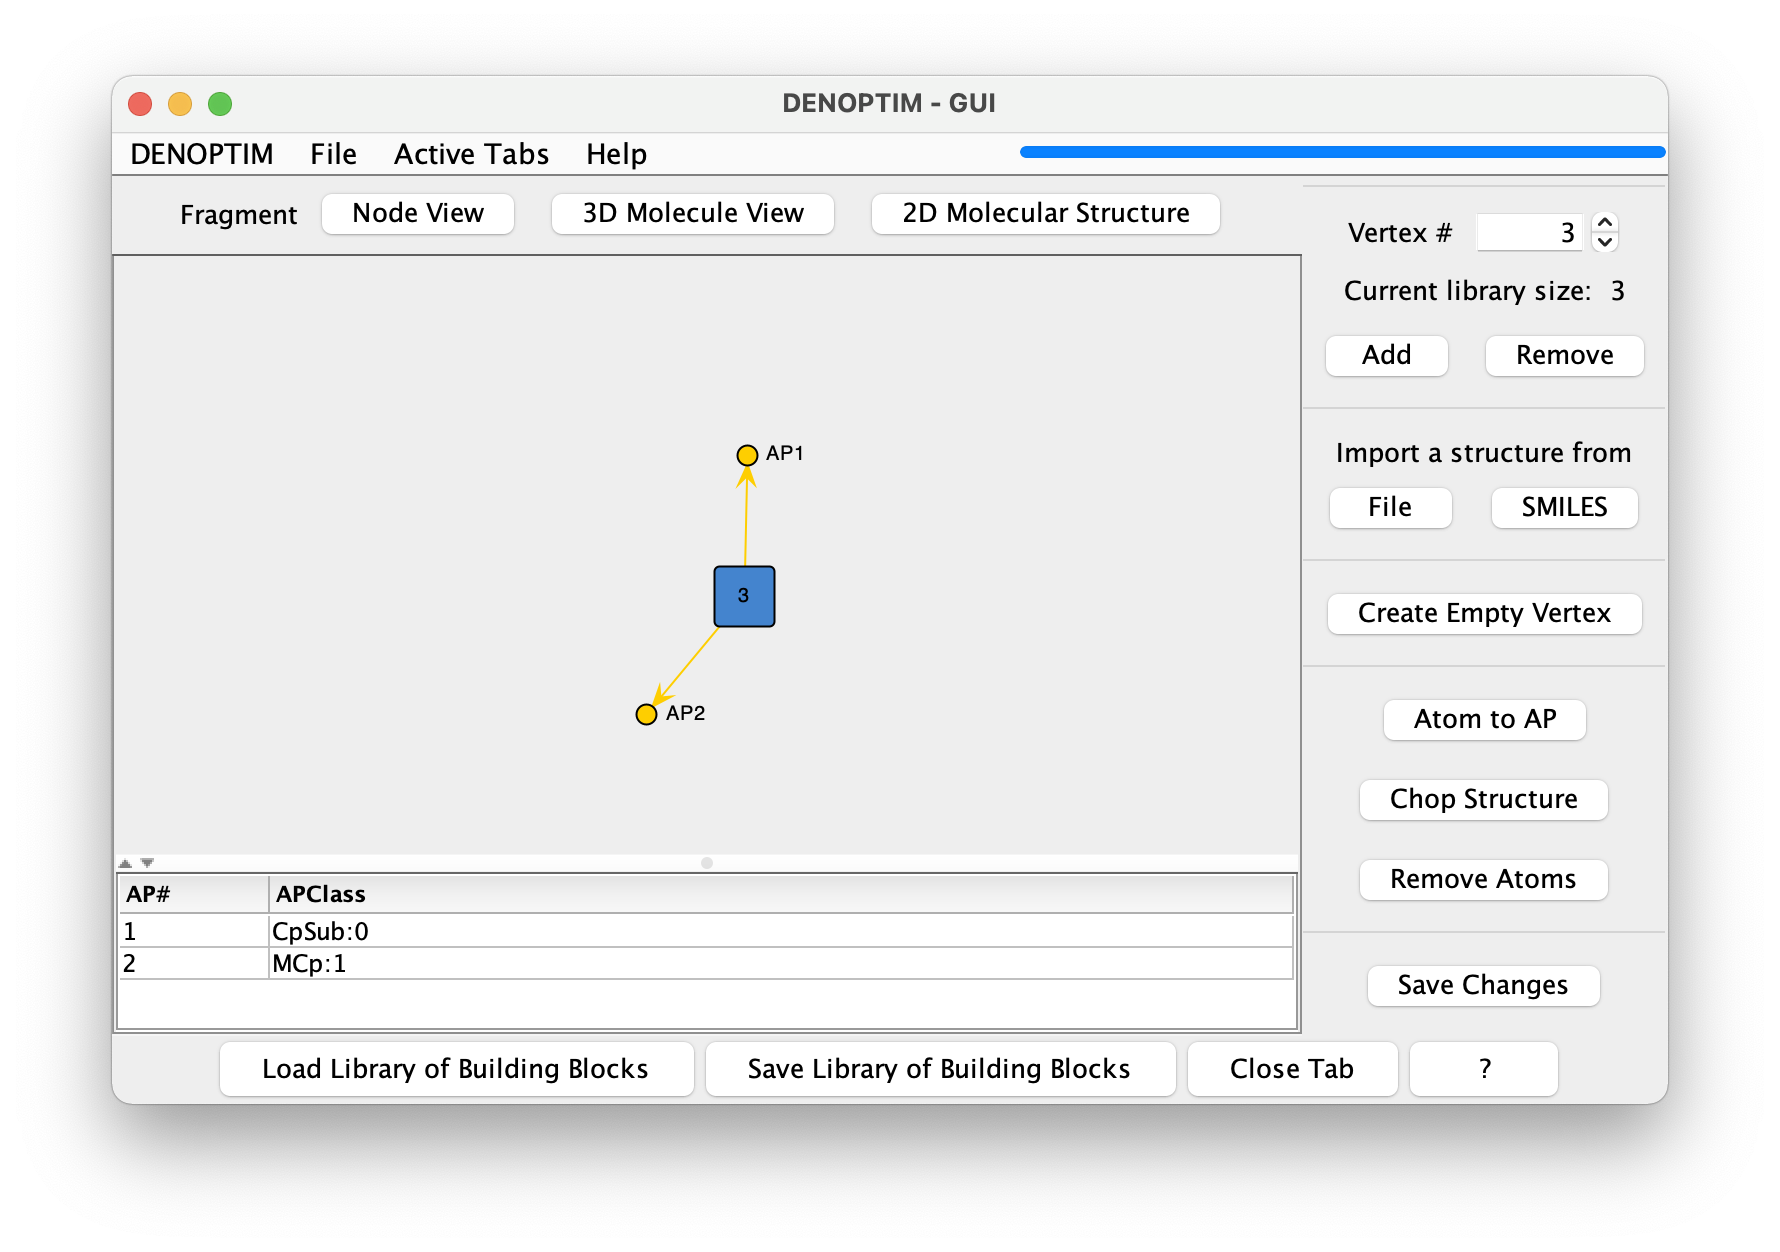 DENOPTIM - GUI
DENOPTIM File Active Tabs Help
Fragment Node View 3D Molecule View 2D Molecular Structure
Vertex # 3
Current library size: 3
Add Remove
Import a structure from
File SMILES
Create Empty Vertex
Atom to AP
Chop Structure
Remove Atoms
Save Changes
AP1
3
AP2
AP# APClass
1 CpSub:0
2 MCp:1
Load Library of Building Blocks Save Library of Building Blocks Close Tab ?